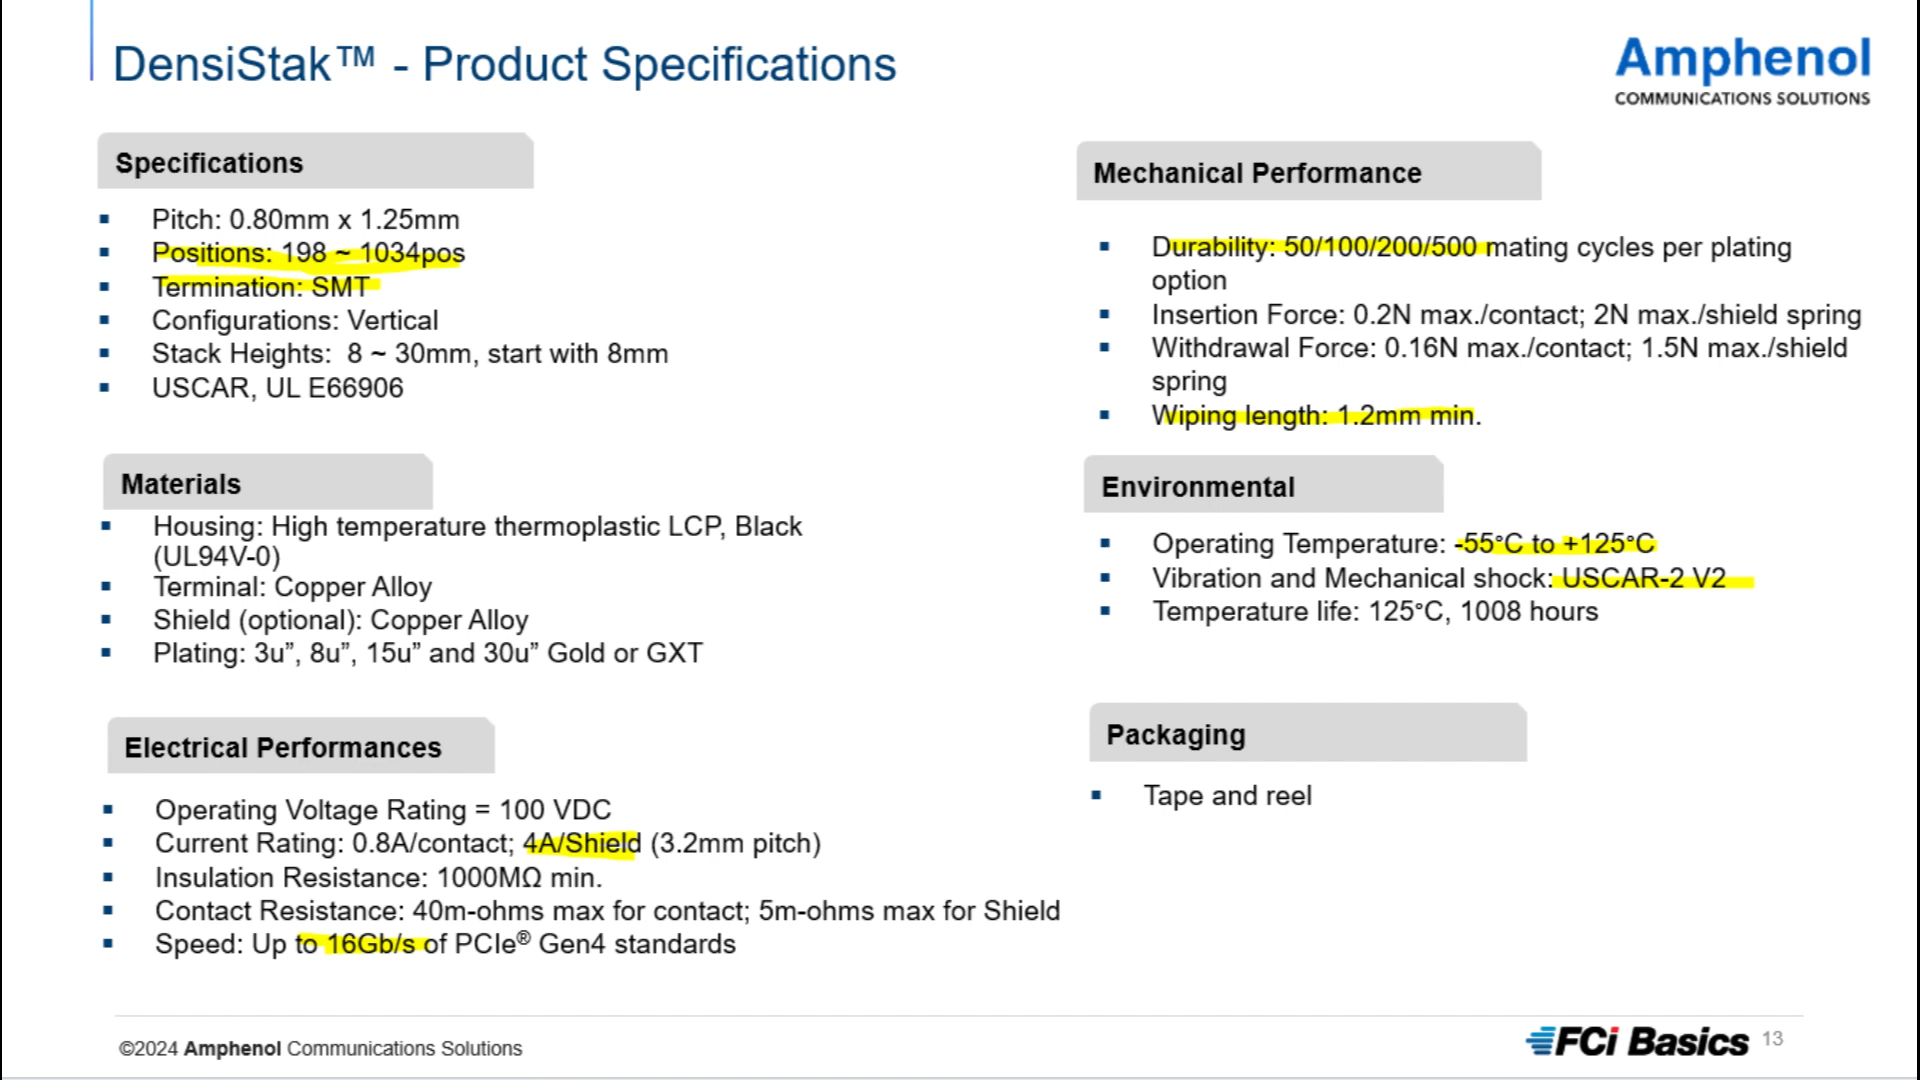 DensiStak™ - Product Specifications
Amphenol
COMMUNICATIONS SOLUTIONS
Specifications
Pitch: 0.80mm x 1.25mm
Positions: 198 ~ 1034pos
Termination: SMT
Configurations: Vertical
Stack Heights:  8 ~ 30mm, start with 8mm
USCAR, UL E66906
Materials
Housing: High temperature thermoplastic LCP, Black
(UL94V-0)
Terminal: Copper Alloy
Shield (optional): Copper Alloy
Plating: 3u”, 8u”, 15u” and 30u” Gold or GXT
Electrical Performances
Operating Voltage Rating = 100 VDC
Current Rating: 0.8A/contact; 4A/Shield (3.2mm pitch)
Insulation Resistance: 1000MΩ min.
Contact Resistance: 40m-ohms max for contact; 5m-ohms max for Shield
Speed: Up to 16Gb/s of PCIe® Gen4 standards
Mechanical Performance
Durability: 50/100/200/500 mating cycles per plating
option
Insertion Force: 0.2N max./contact; 2N max./shield spring
Withdrawal Force: 0.16N max./contact; 1.5N max./shield
spring
Wiping length: 1.2mm min.
Environmental
Operating Temperature: -55°C to +125°C
Vibration and Mechanical shock: USCAR-2 V2
Temperature life: 125°C, 1008 hours
Packaging
Tape and reel
©2024 Amphenol Communications Solutions
FCi Basics
13